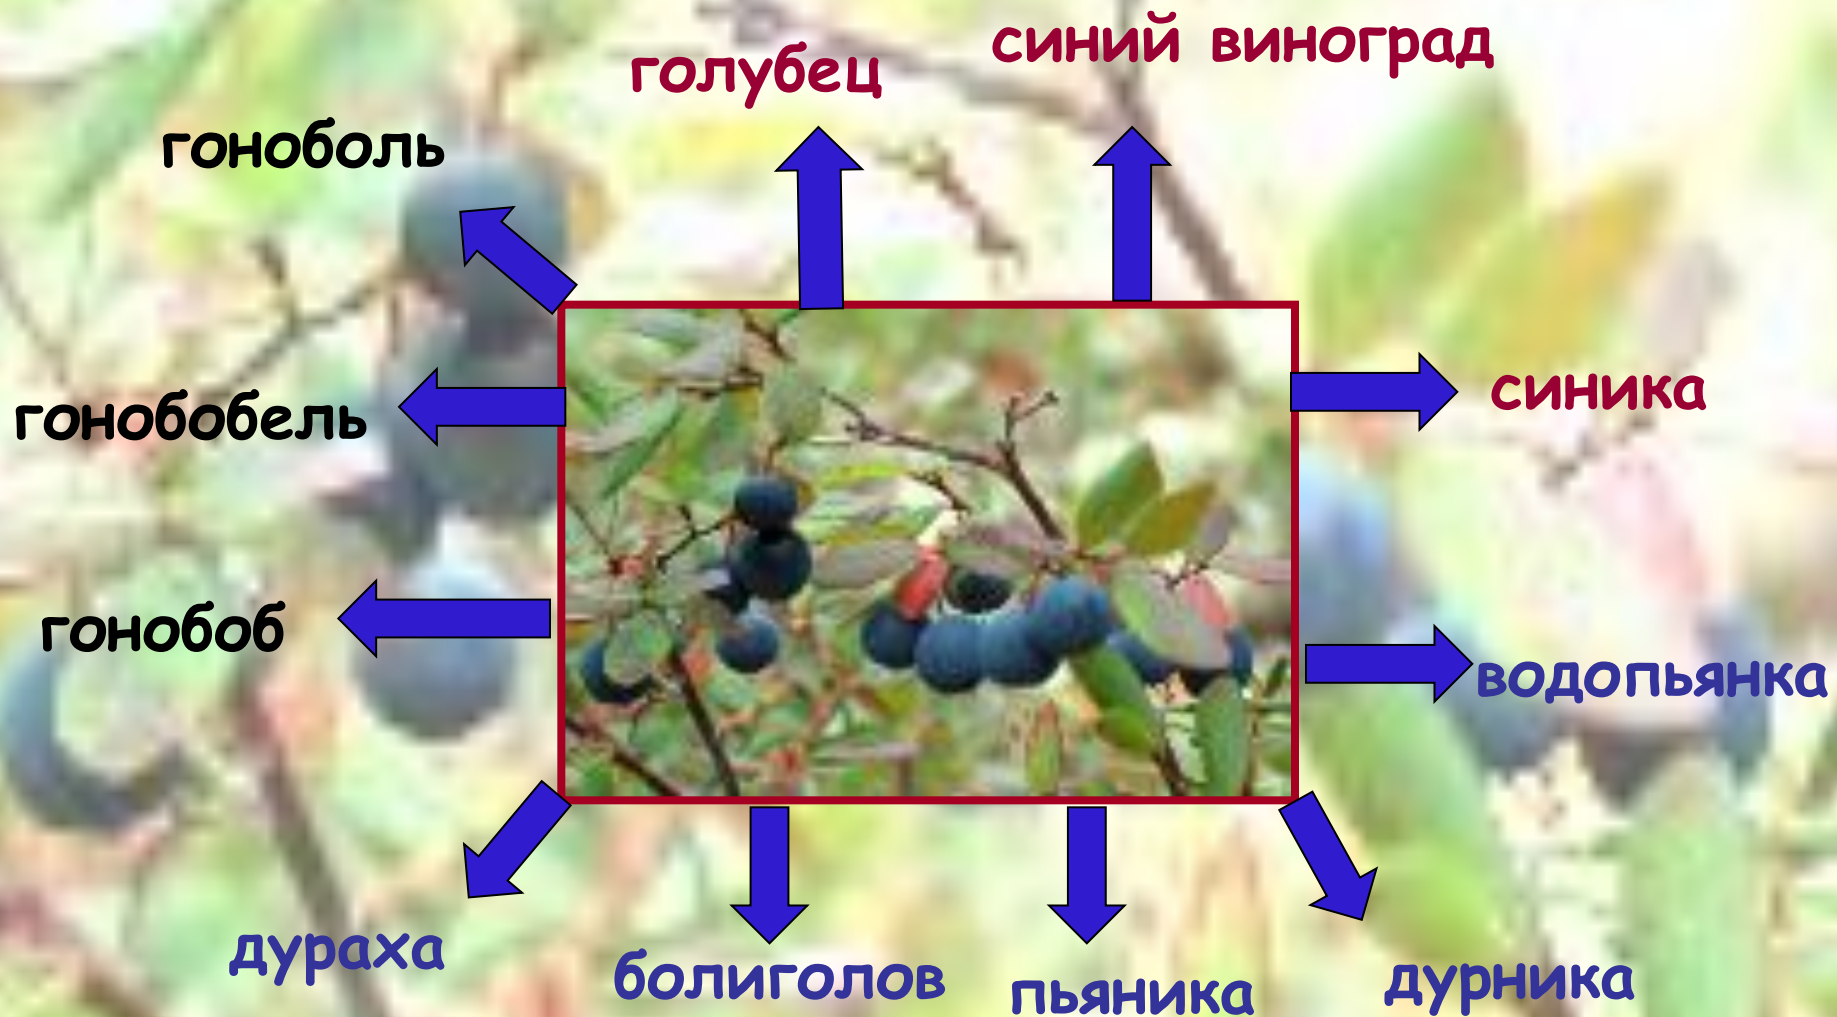 синий виноград
голубец
гоноболь
синика
гонобобель
гонобоб
водопьянка
дураха
болиголов
пьяника
дурника